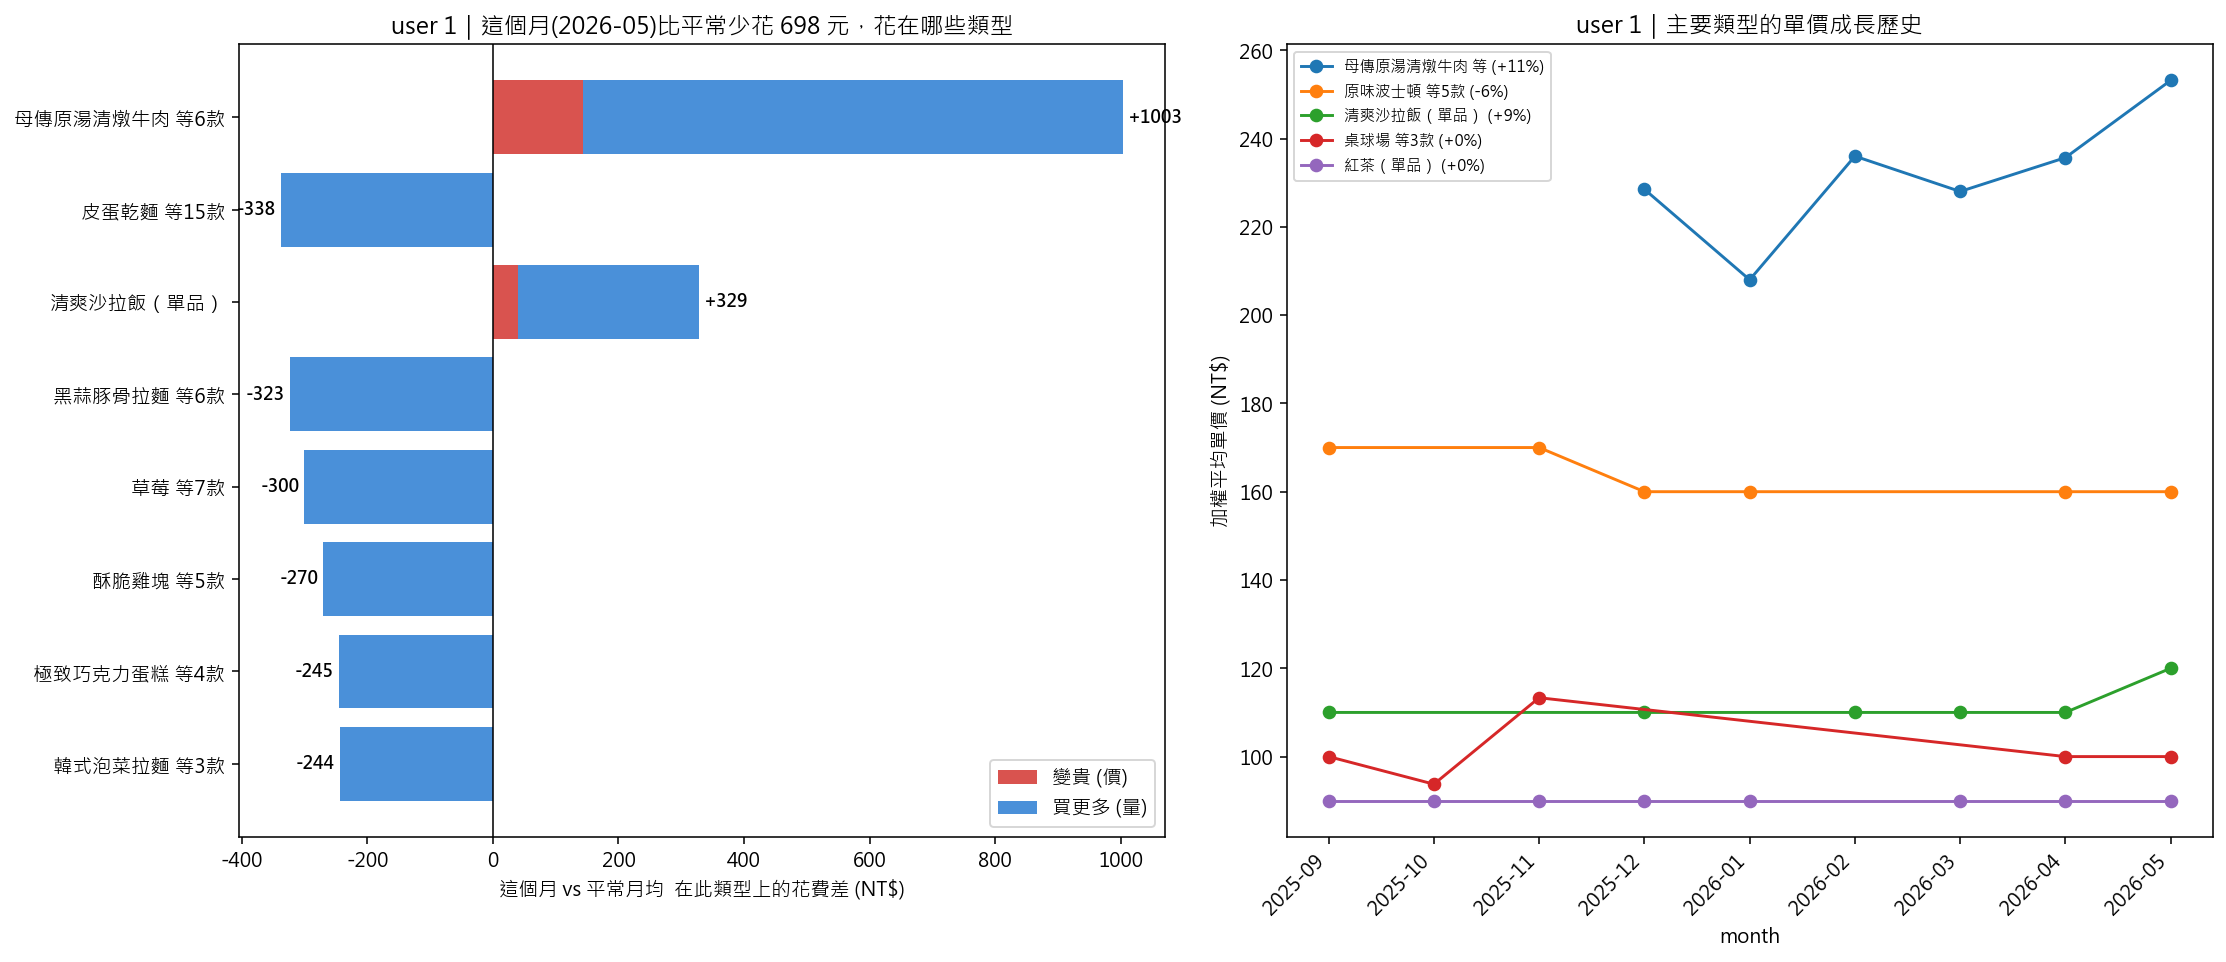 user 1 | 這個月(2026-05)比平常少花 698 元，花在哪些類型
母傳原湯清燉牛肉 等6款
+1003
皮蛋乾麵 等15款
-338
清爽沙拉飯 ( 單品 )
+329
黑蒜豚骨拉麵 等6款
-323
草莓 等7款
-300
酥脆雞塊 等5款
-270
極致巧克力蛋糕 等4款
-245
韓式泡菜拉麵 等3款
-244
變貴 (價)
買更多 (量)
-400 -200 0 200 400 600 800 1000
這個月 vs 平常月均 在此類型上的花費差 (NT$)
user 1 | 主要類型的單價成長歷史
母傳原湯清燉牛肉 等 (+11%)
原味波士頓 等5款 (-6%)
清爽沙拉飯 ( 單品 ) (+9%)
桌球場 等3款 (+0%)
紅茶 ( 單品 ) (+0%)
加權平均單價 (NT$)
260
240
220
200
180
160
140
120
100
2025-09 2025-10 2025-11 2025-12 2026-01 2026-02 2026-03 2026-04 2026-05
month